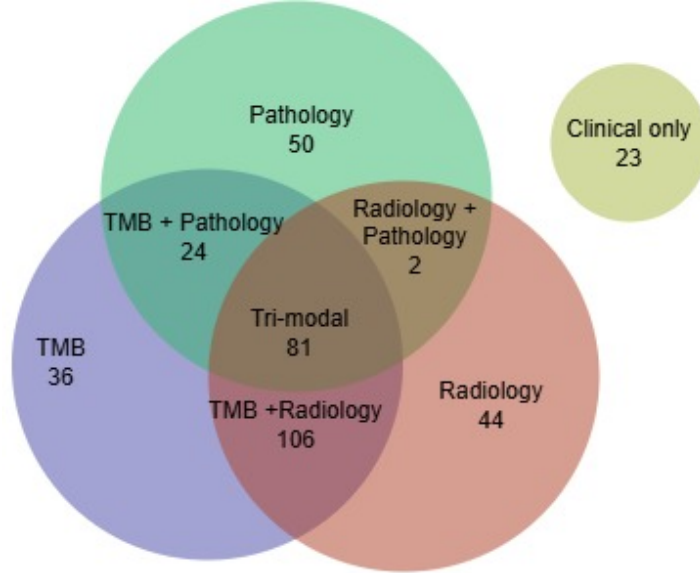 Pathology
50
Clinical only
23
TMB + Pathology
24
Radiology +
Pathology
2
Tri-modal
81
TMB
36
Radiology
44
TMB +Radiology
106